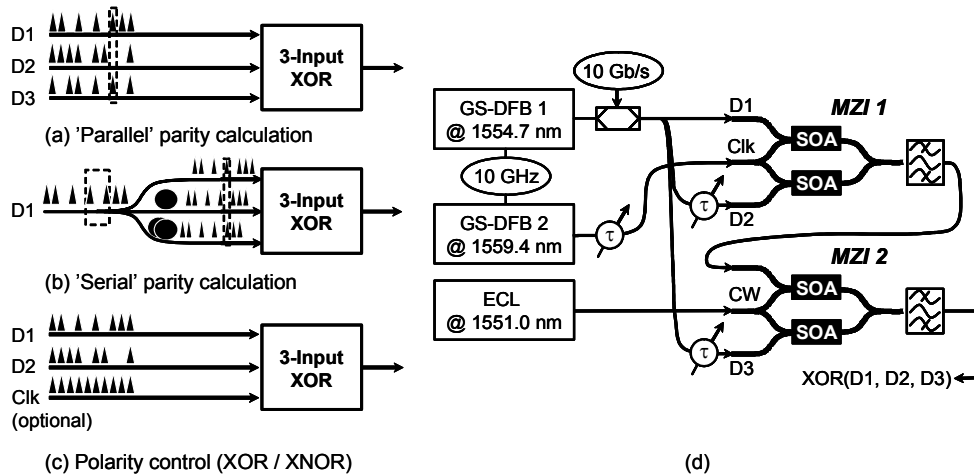 D1
D2
D3
3-Input
XOR
(a) 'Parallel' parity calculation
D1
3-Input
XOR
(b) 'Serial' parity calculation
D1
D2
Clk
(optional)
3-Input
XOR
(c) Polarity control (XOR / XNOR)
10 Gb/s
GS-DFB 1
@ 1554.7 nm
10 GHz
GS-DFB 2
@ 1559.4 nm
ECL
@ 1551.0 nm
τ
D1
Clk
τ
D2
MZI 1
SOA
SOA
MZI 2
CW
SOA
SOA
τ
D3
XOR(D1, D2, D3)
(d)